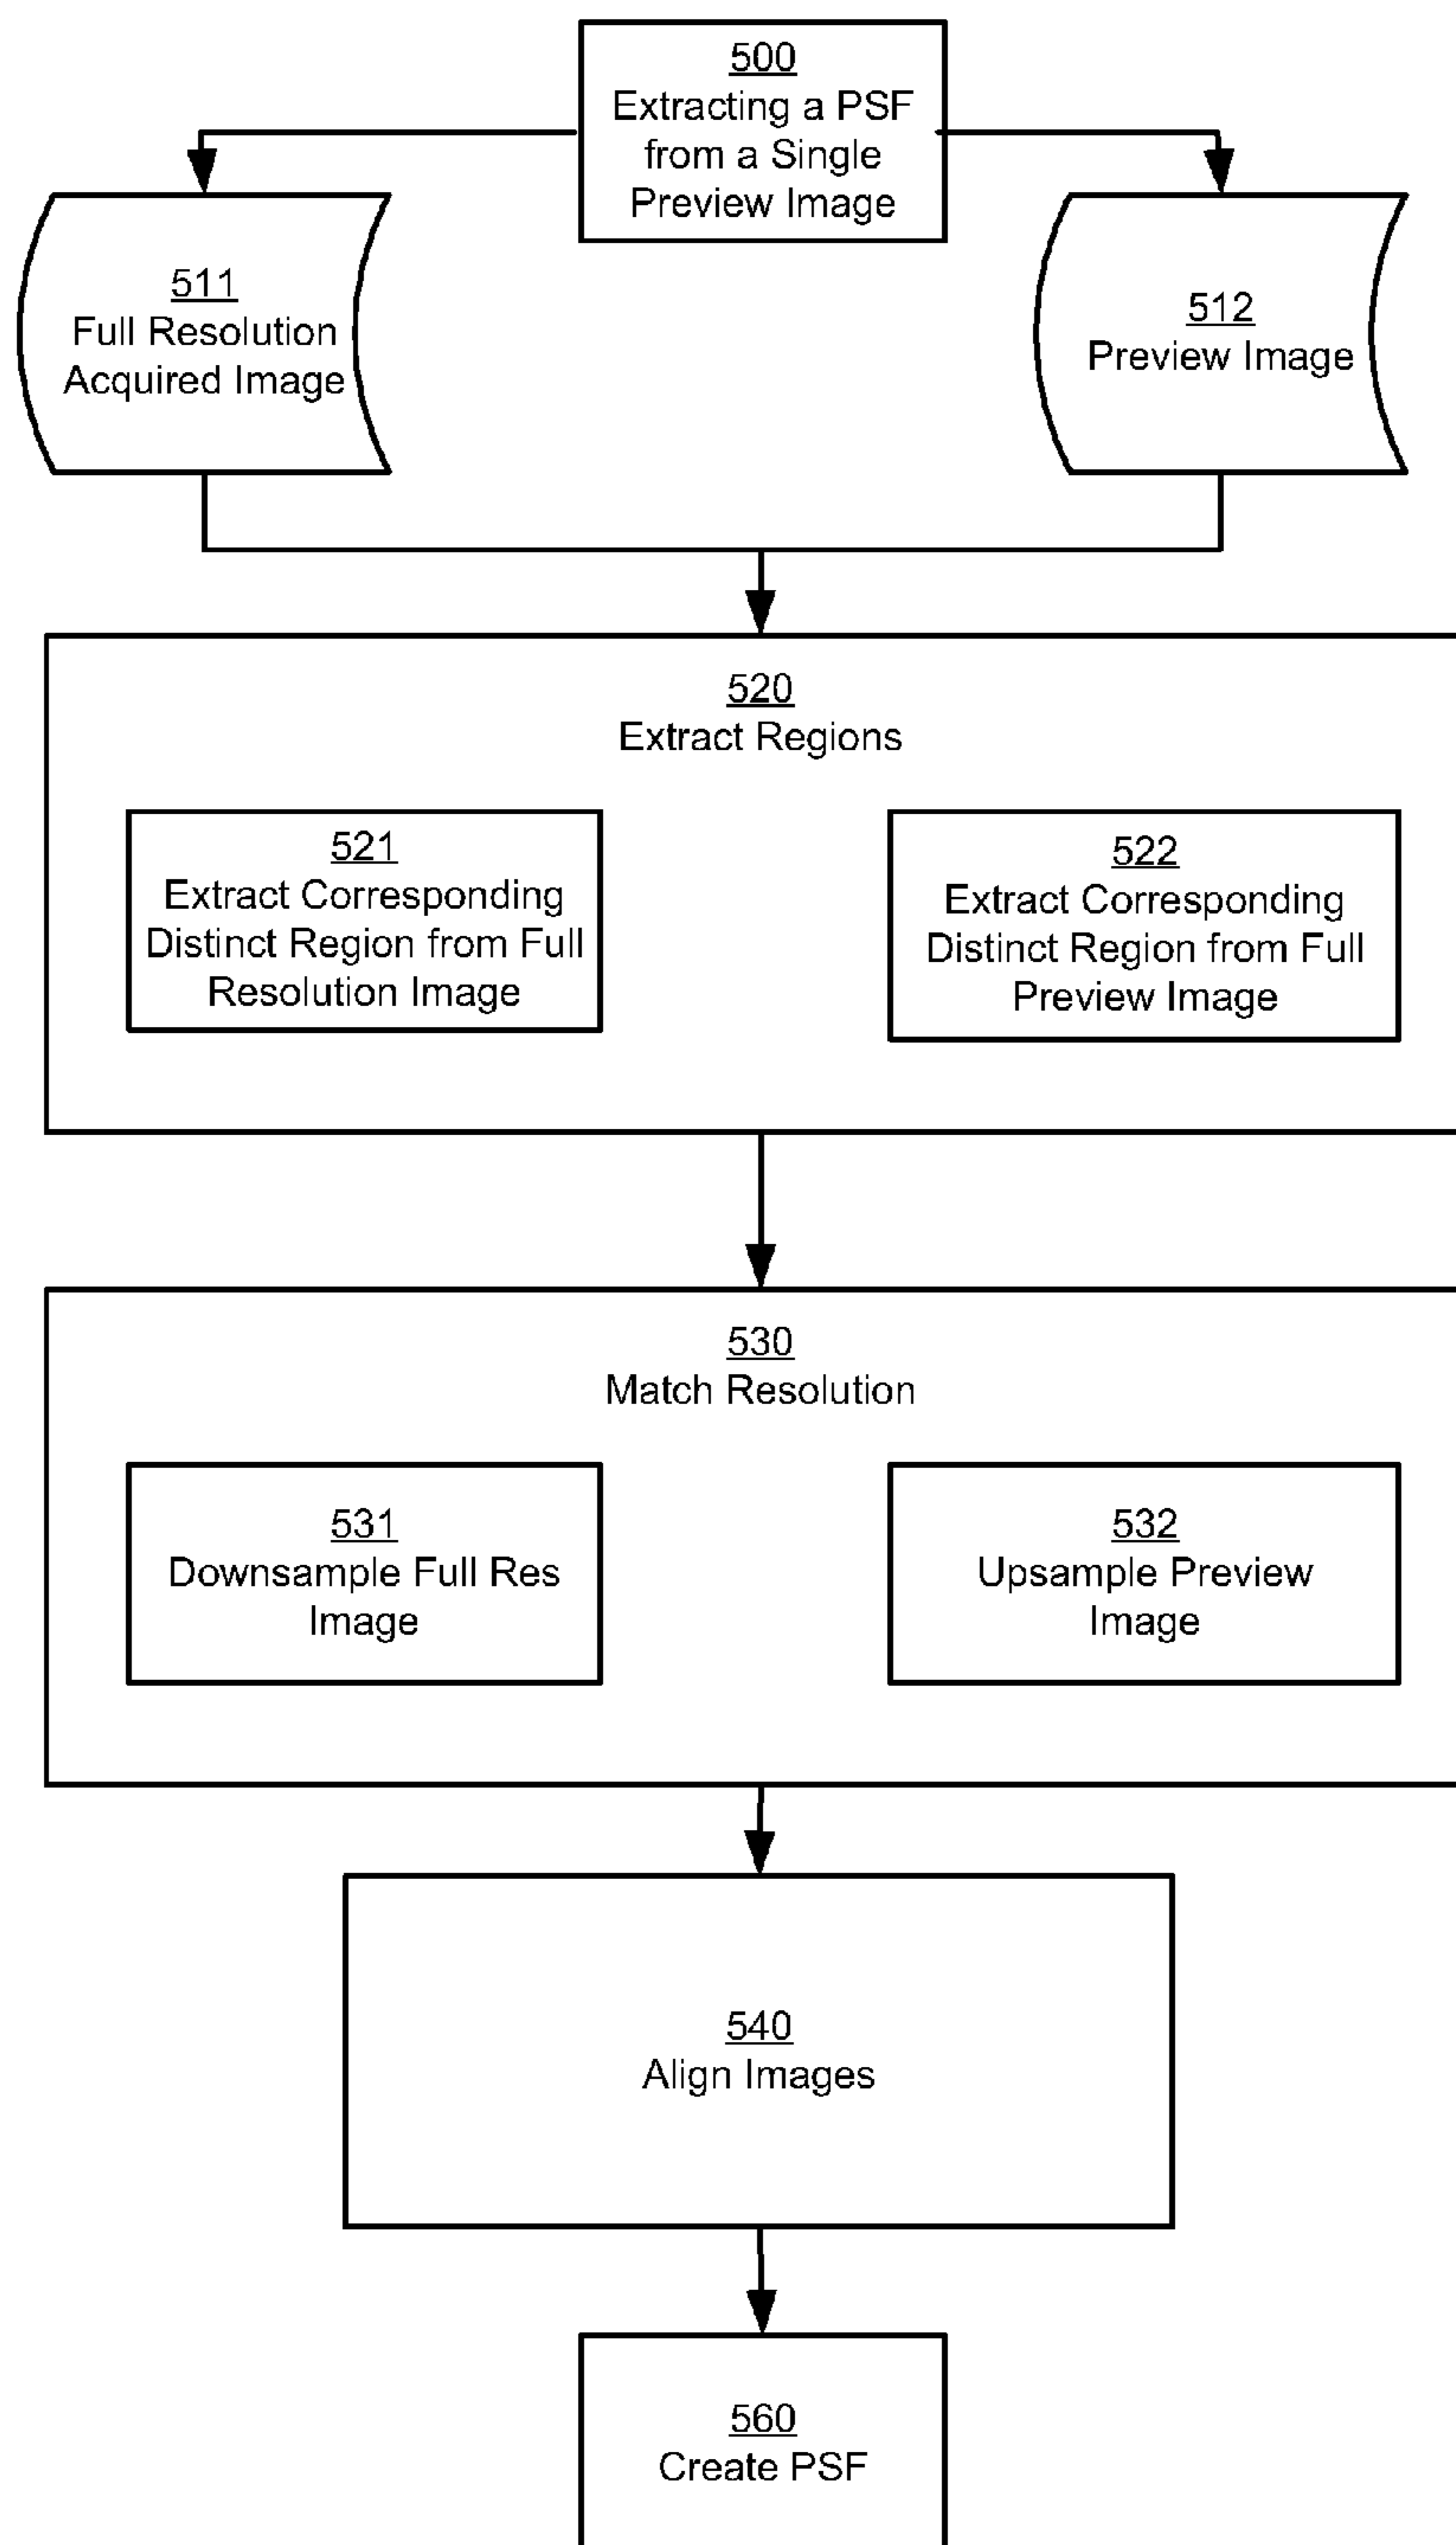 500
Extracting a PSF
from a Single
Preview Image
511
Full Resolution
Acquired Image
512
Preview Image
520
Extract Regions
521
Extract Corresponding
Distinct Region from Full
Resolution Image
522
Extract Corresponding
Distinct Region from Full
Preview Image
530
Match Resolution
531
Downsample Full Res
Image
532
Upsample Preview
Image
540
Align Images
560
Create PSF